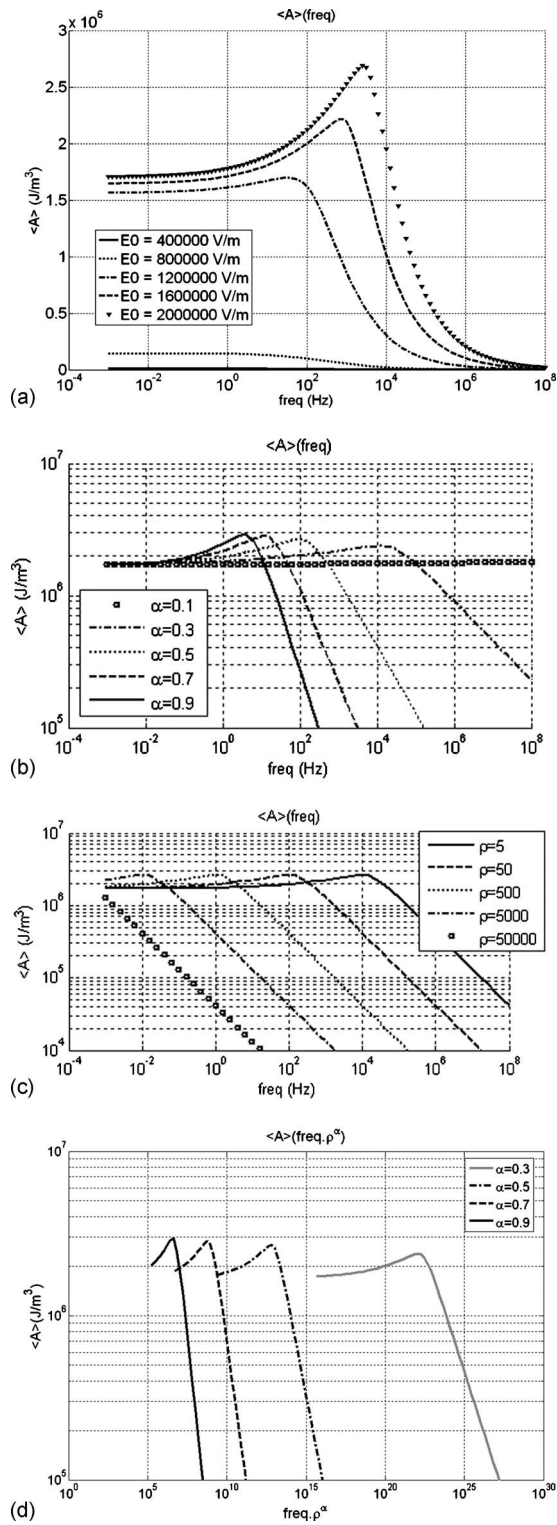 <A>(freq)
3 x 10^6
2.5
2
1.5
1
0.5
0
<A> (J/m^3)
E0 = 400000 V/m
E0 = 800000 V/m
E0 = 1200000 V/m
E0 = 1600000 V/m
E0 = 2000000 V/m
10^-4 10^-2 10^0 10^2 10^4 10^6 10^8
freq (Hz)
(a)
<A>(freq)
10^7
10^6
10^5
<A> (J/m^3)
α=0.1
α=0.3
α=0.5
α=0.7
α=0.9
10^-4 10^-2 10^0 10^2 10^4 10^6 10^8
freq (Hz)
(b)
<A>(freq)
10^7
10^6
10^5
10^4
<A> (J/m^3)
ρ=5
ρ=50
ρ=500
ρ=5000
ρ=50000
10^-4 10^-2 10^0 10^2 10^4 10^6 10^8
freq (Hz)
(c)
<A>(freq.ρ^α)
10^7
10^6
10^5
<A>(J/m^3)
α=0.3
α=0.5
α=0.7
α=0.9
10^0 10^5 10^10 10^15 10^20 10^25 10^30
freq.ρ^α
(d)